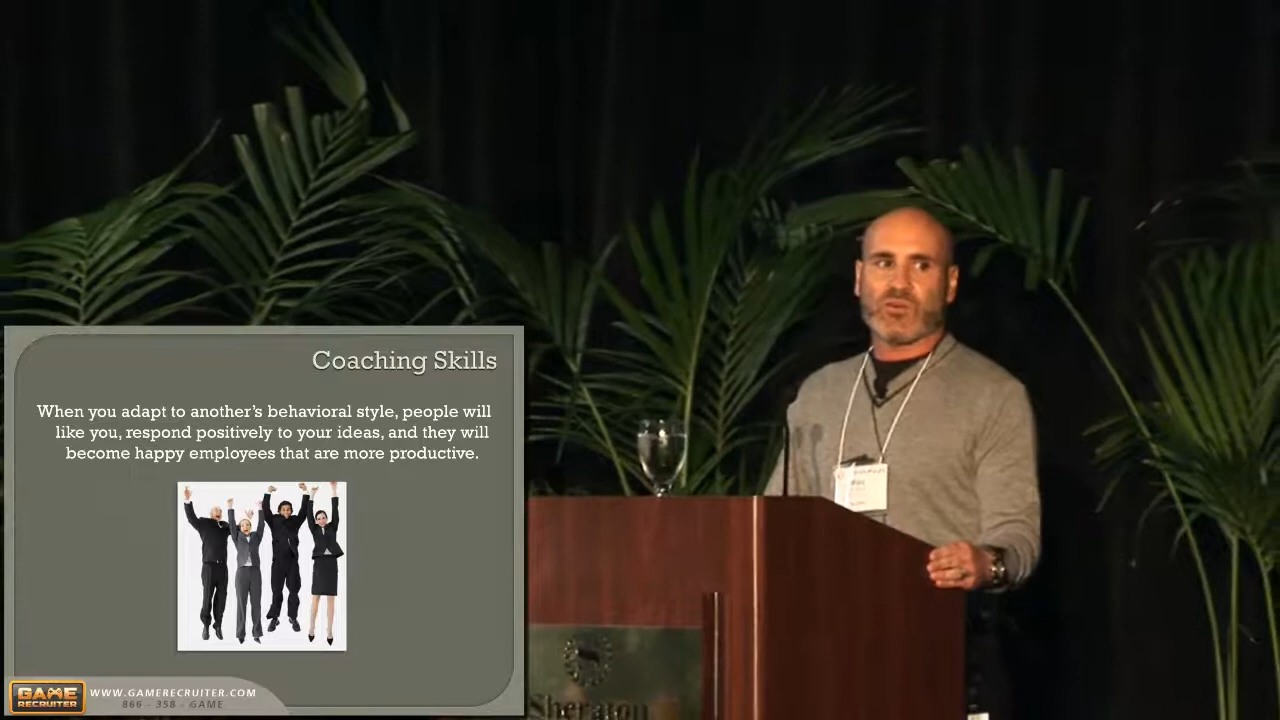 Coaching Skills
When you adapt to another's behavioral style, people will
like you, respond positively to your ideas, and they will
become happy employees that are more productive.
GAME
RECRUITER
WWW.GAMERECRUITER.COM
866 - 358 - GAME
Sheraton